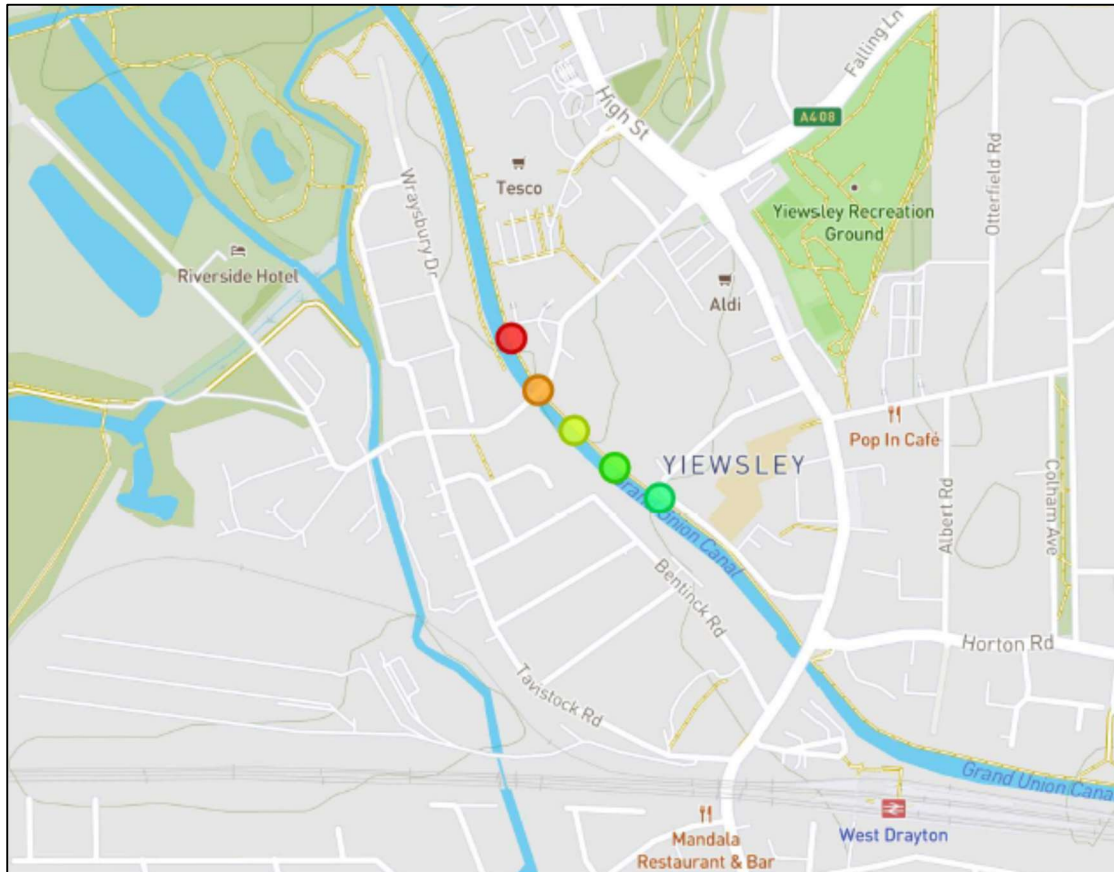 Falling Ln
High St
A408
Tesco
Otterfield Rd
Wraysbury Dr
Yiewsley Recreation
Ground
Riverside Hotel
Aldi
Pop In Café
YIEWSLEY
Albert Rd
Colham Ave
Union Canal
Bentinck Rd
Horton Rd
Tavistock Rd
Grand Union Canal
West Drayton
Mandala
Restaurant & Bar